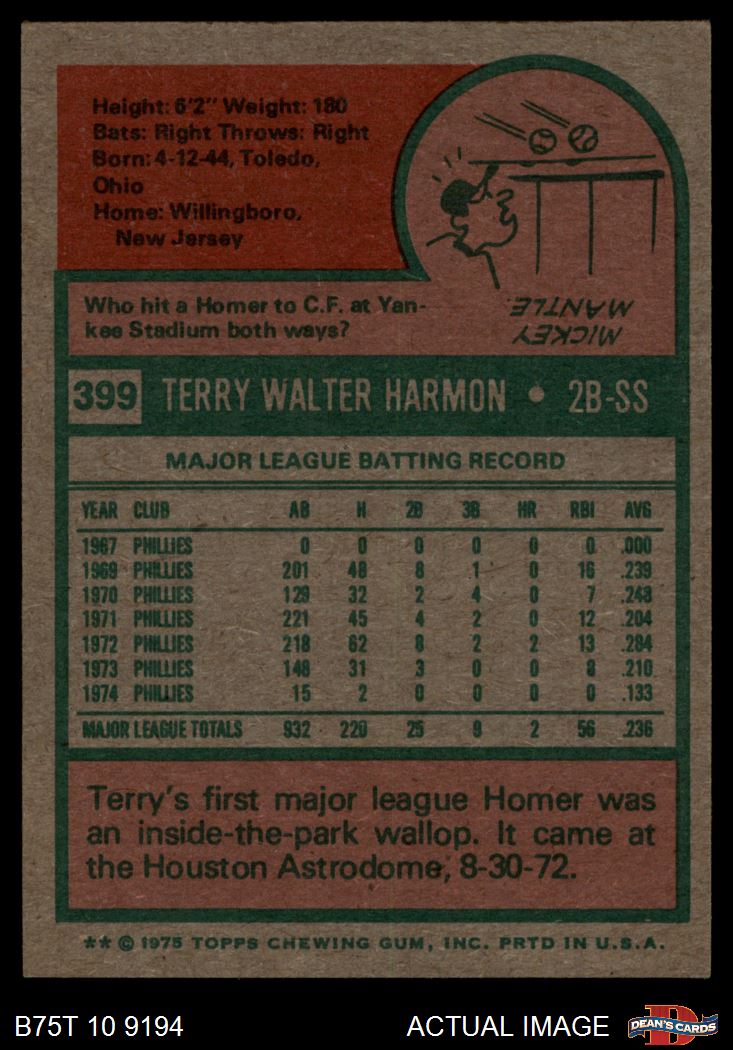 Height: 6'2" Weight: 180
Bats: Right Throws: Right
Born: 4-12-44, Toledo,
Ohio
Home: Willingboro,
New Jersey
Who hit a Homer to C.F. at Yan-
kee Stadium both ways?
MICKEY
MANTLE.
399 TERRY WALTER HARMON • 2B-SS
MAJOR LEAGUE BATTING RECORD
YEAR CLUB AB H 2B 3B HR RBI AVG
1967 PHILLIES 0 0 0 0 0 0 .000
1969 PHILLIES 201 48 8 1 0 16 .239
1970 PHILLIES 129 32 2 4 0 7 .248
1971 PHILLIES 221 45 4 2 0 12 .204
1972 PHILLIES 218 62 8 2 2 13 .284
1973 PHILLIES 148 31 3 0 0 8 .210
1974 PHILLIES 15 2 0 0 0 0 .133
MAJOR LEAGUE TOTALS 932 220 25 9 2 56 .236
Terry's first major league Homer was
an inside-the-park wallop. It came at
the Houston Astrodome, 8-30-72.
** © 1975 TOPPS CHEWING GUM, INC. PRTD IN U.S.A.
B75T 10 9194 ACTUAL IMAGE DEAN'S CARDS